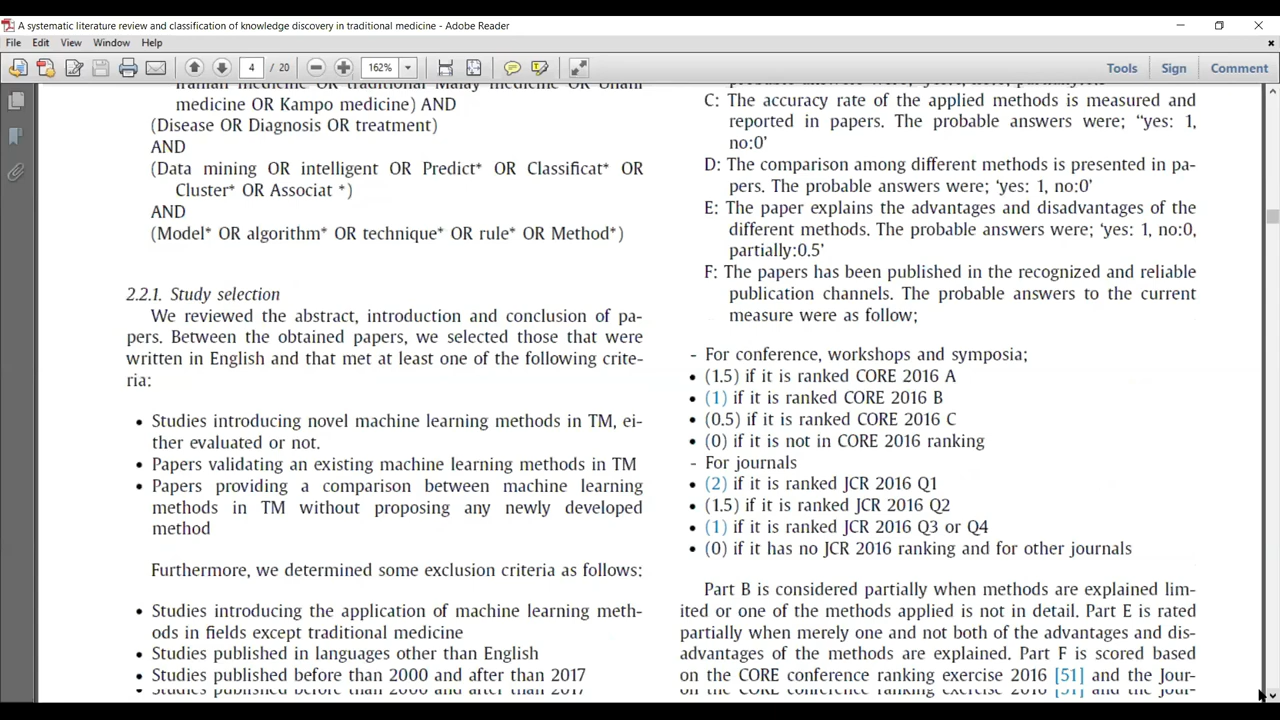 A systematic literature review and classification of knowledge discovery in traditional medicine - Adobe Reader
File Edit View Window Help
4 / 20 162% Tools Sign Comment
Iranian medicine OR traditional Malay medicine OR Unani
medicine OR Kampo medicine) AND
(Disease OR Diagnosis OR treatment)
AND
(Data mining OR intelligent OR Predict* OR Classificat* OR
Cluster* OR Associat *)
AND
(Model* OR algorithm* OR technique* OR rule* OR Method*)
2.2.1. Study selection
We reviewed the abstract, introduction and conclusion of pa-
pers. Between the obtained papers, we selected those that were
written in English and that met at least one of the following crite-
ria:
• Studies introducing novel machine learning methods in TM, ei-
ther evaluated or not.
• Papers validating an existing machine learning methods in TM
• Papers providing a comparison between machine learning
methods in TM without proposing any newly developed
method
Furthermore, we determined some exclusion criteria as follows:
• Studies introducing the application of machine learning meth-
ods in fields except traditional medicine
• Studies published in languages other than English
• Studies published before than 2000 and after than 2017
• Studies published before than 2000 and after than 2017
C: The accuracy rate of the applied methods is measured and
reported in papers. The probable answers were; “yes: 1,
no:0’
D: The comparison among different methods is presented in pa-
pers. The probable answers were; ‘yes: 1, no:0’
E: The paper explains the advantages and disadvantages of the
different methods. The probable answers were; ‘yes: 1, no:0,
partially:0.5’
F: The papers has been published in the recognized and reliable
publication channels. The probable answers to the current
measure were as follow;
- For conference, workshops and symposia;
• (1.5) if it is ranked CORE 2016 A
• (1) if it is ranked CORE 2016 B
• (0.5) if it is ranked CORE 2016 C
• (0) if it is not in CORE 2016 ranking
- For journals
• (2) if it is ranked JCR 2016 Q1
• (1.5) if it is ranked JCR 2016 Q2
• (1) if it is ranked JCR 2016 Q3 or Q4
• (0) if it has no JCR 2016 ranking and for other journals
Part B is considered partially when methods are explained lim-
ited or one of the methods applied is not in detail. Part E is rated
partially when merely one and not both of the advantages and dis-
advantages of the methods are explained. Part F is scored based
on the CORE conference ranking exercise 2016 [51] and the Jour-
on the CORE conference ranking exercise 2016 [51] and the Jour-